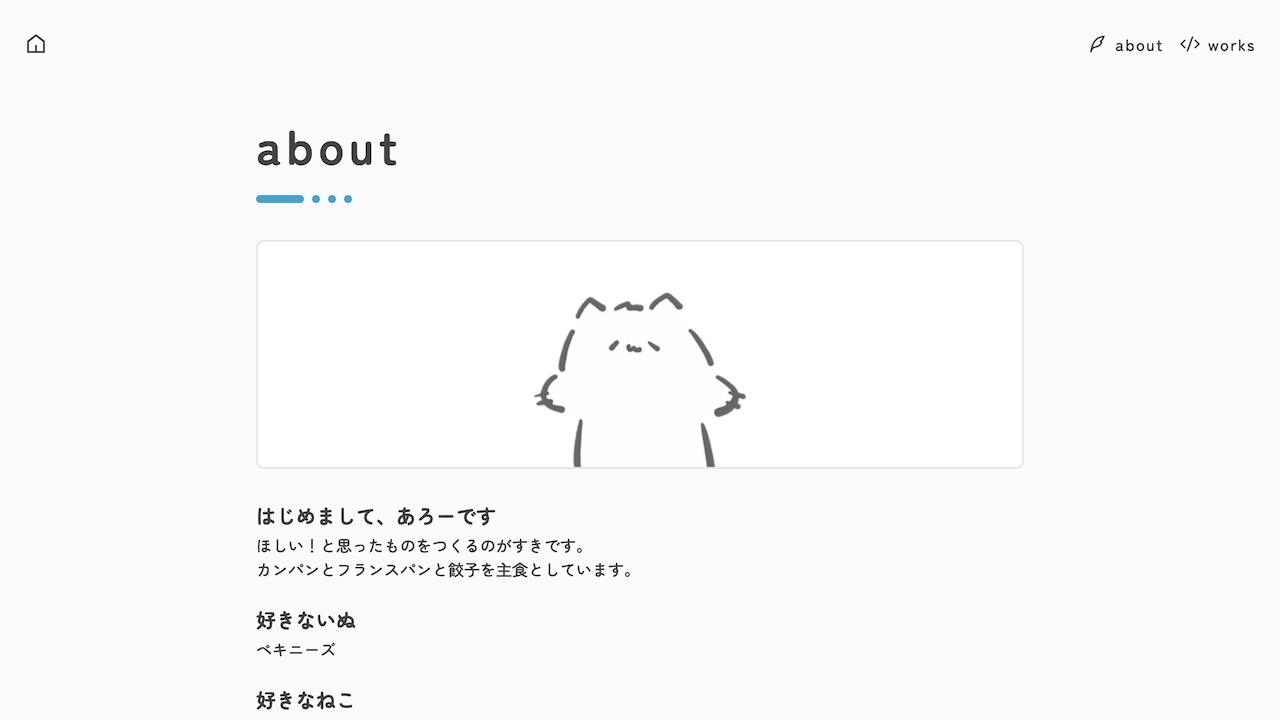 about
works
about
はじめまして、あろーです
ほしい！と思ったものをつくるのがすきです。
カンパンとフランスパンと餃子を主食としています。
好きないぬ
ペキニーズ
好きなねこ